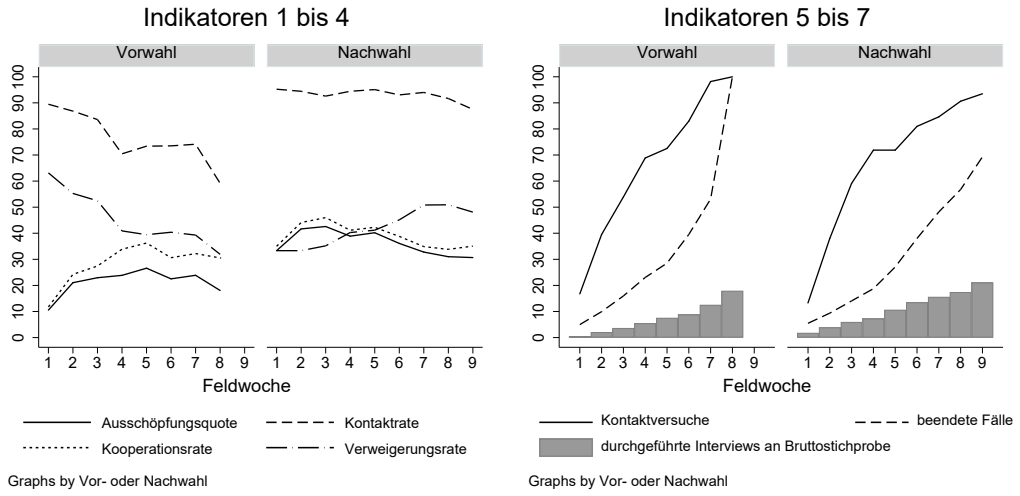 Indikatoren 1 bis 4
Vorwahl Nachwahl
100
90
80
70
60
50
40
30
20
10
0
1 2 3 4 5 6 7 8 9 1 2 3 4 5 6 7 8 9
Feldwoche
Ausschöpfungsquote Kontaktrate
Kooperationsrate Verweigerungsrate
Graphs by Vor- oder Nachwahl
Indikatoren 5 bis 7
Vorwahl Nachwahl
100
90
80
70
60
50
40
30
20
10
0
1 2 3 4 5 6 7 8 9 1 2 3 4 5 6 7 8 9
Feldwoche
Kontaktversuche beendete Fälle
durchgeführte Interviews an Bruttostichprobe
Graphs by Vor- oder Nachwahl